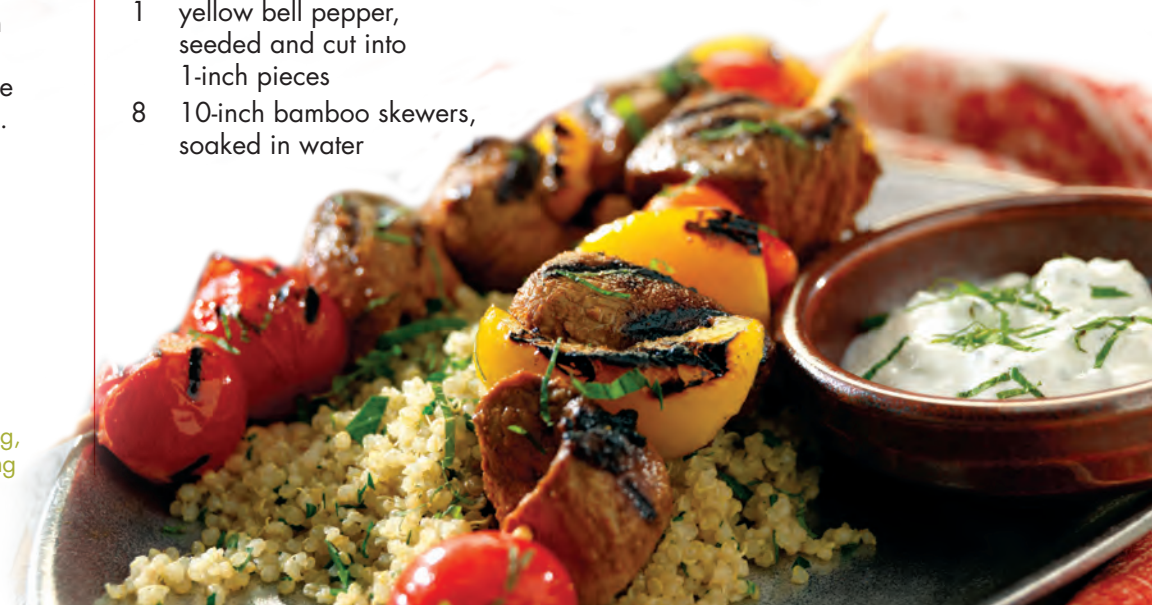 1 yellow bell pepper,
seeded and cut into
1-inch pieces
8 10-inch bamboo skewers,
soaked in water
e
.
g,
g